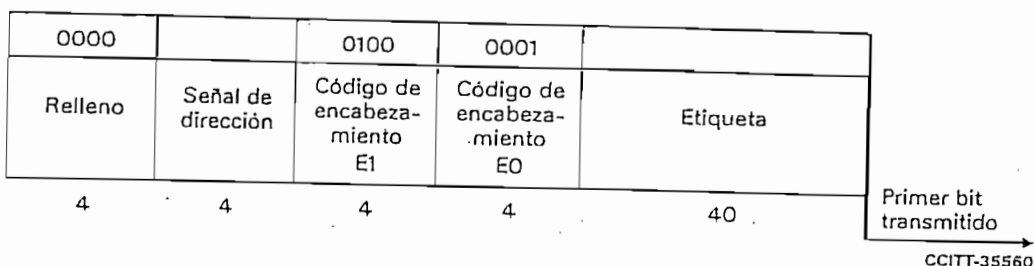 0000 0100 0001
Relleno
Señal de
dirección
Código de
encabeza-
miento
E1
Código de
encabeza-
miento
E0
Etiqueta
4 4 4 4 40
Primer bit
transmitido
CCITT-35560